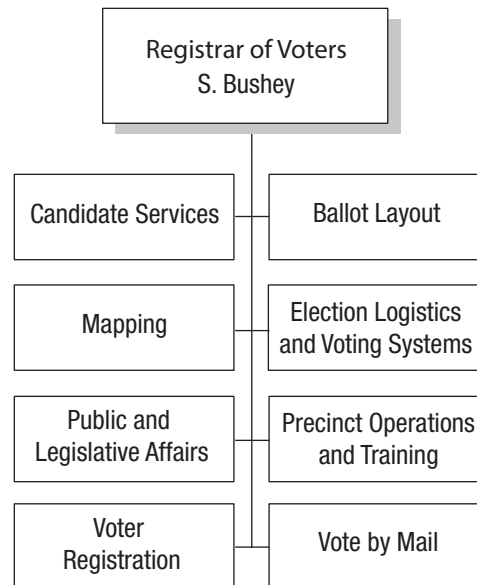 Registrar of Voters
S. Bushey
Candidate Services
Ballot Layout
Mapping
Election Logistics
and Voting Systems
Public and
Legislative Affairs
Precinct Operations
and Training
Voter
Registration
Vote by Mail